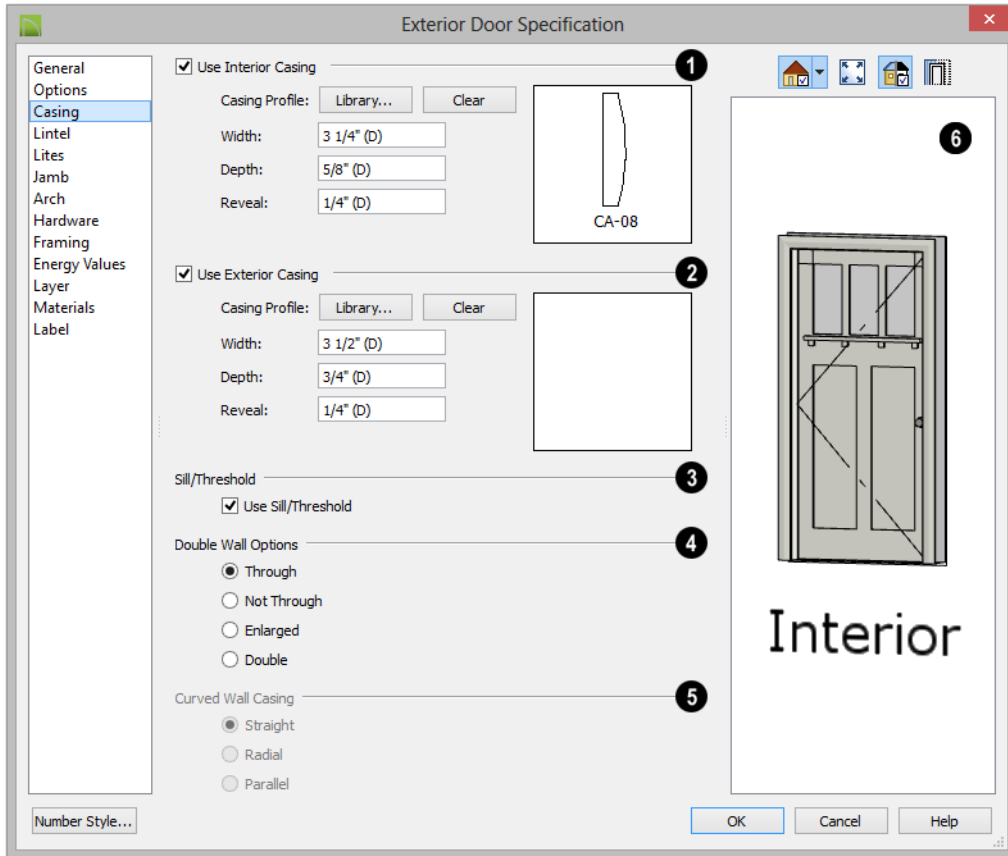 Exterior Door Specification
General
Options
Casing
Lintel
Lites
Jamb
Arch
Hardware
Framing
Energy Values
Layer
Materials
Label
Use Interior Casing
1
Casing Profile: Library... Clear
Width: 3 1/4" (D)
Depth: 5/8" (D)
Reveal: 1/4" (D)
CA-08
Use Exterior Casing
2
Casing Profile: Library... Clear
Width: 3 1/2" (D)
Depth: 3/4" (D)
Reveal: 1/4" (D)
Sill/Threshold
3
Use Sill/Threshold
Double Wall Options
4
Through
Not Through
Enlarged
Double
Curved Wall Casing
5
Straight
Radial
Parallel
6
Interior
Number Style...
OK Cancel Help